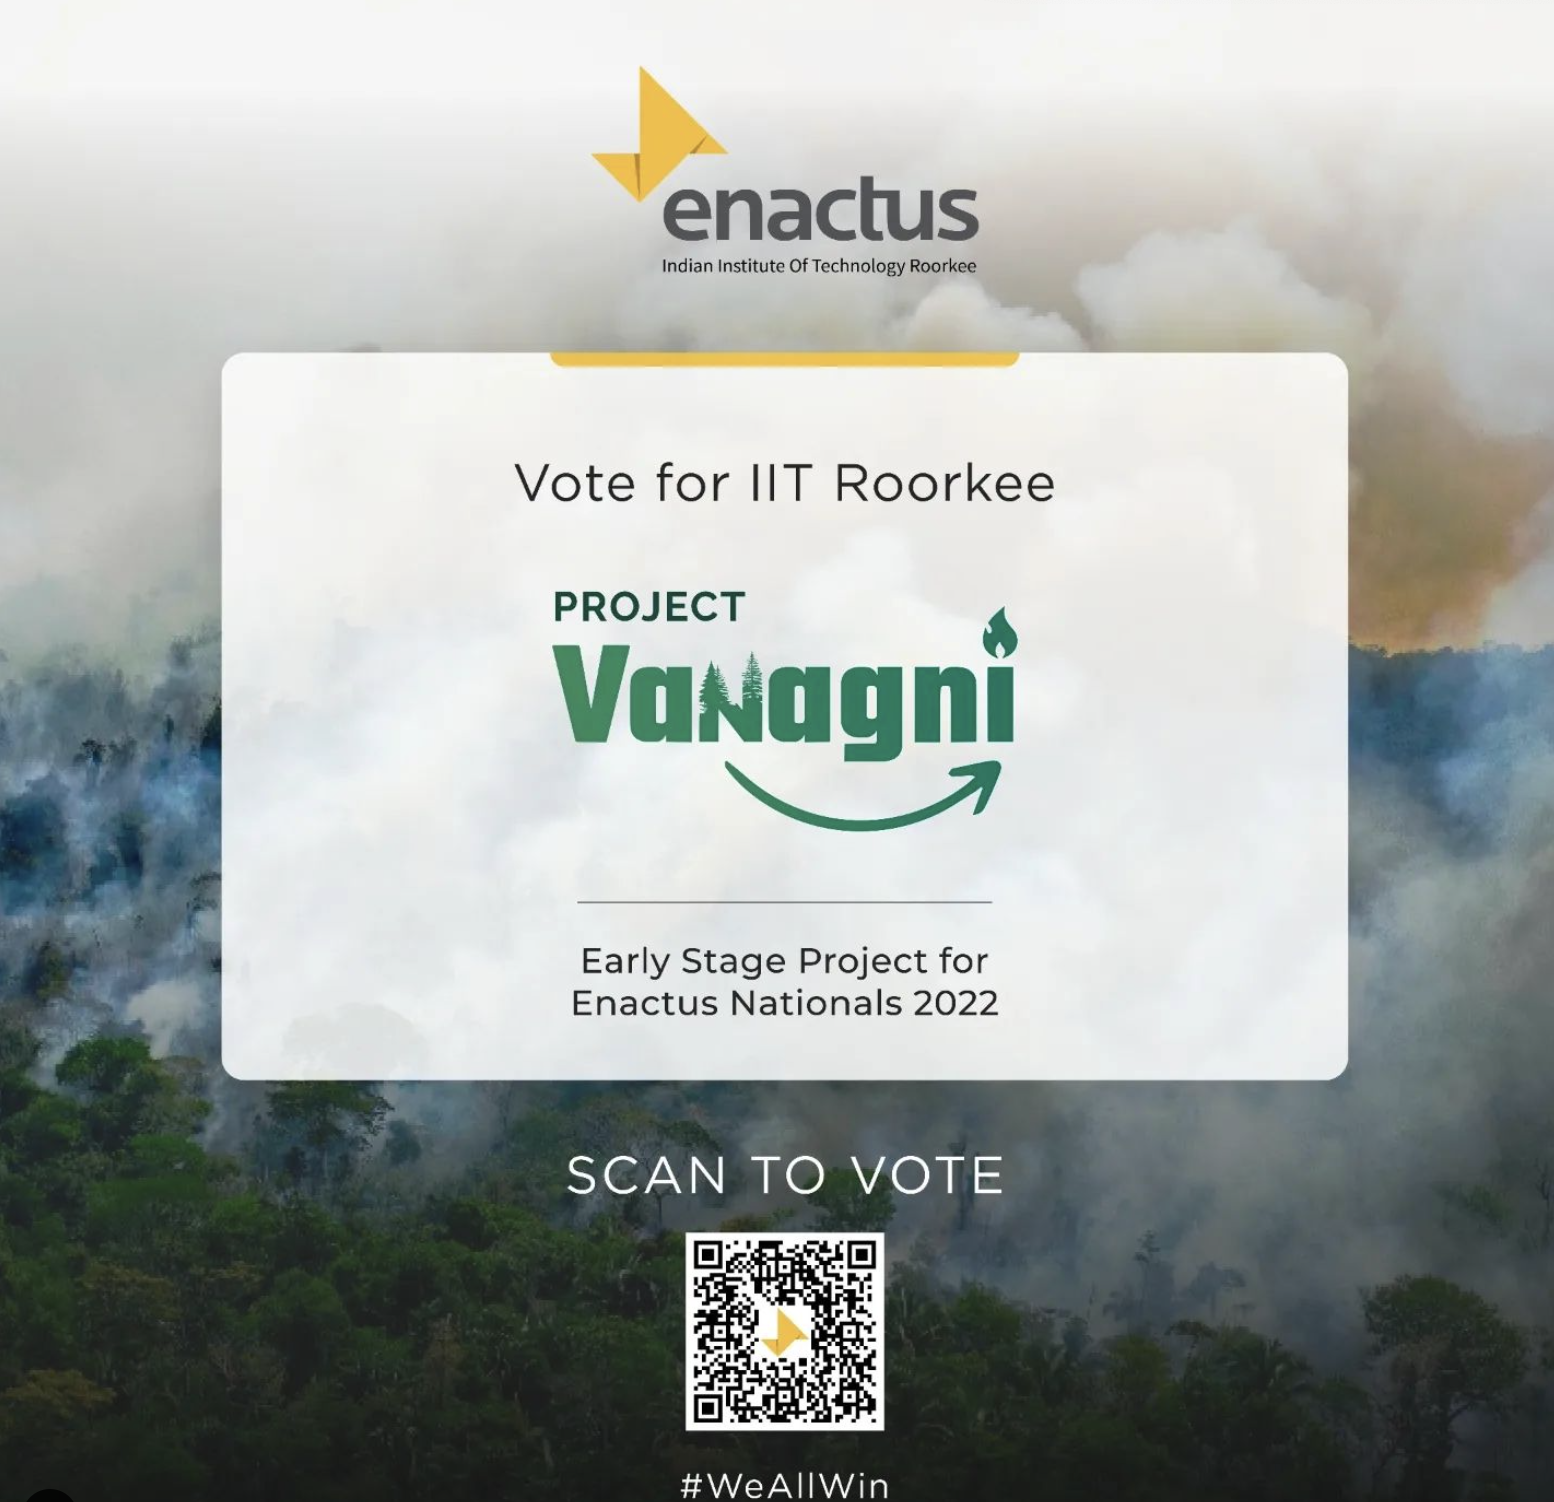 enactus
Indian Institute Of Technology Roorkee
Vote for IIT Roorkee
PROJECT
VaNagni
Early Stage Project for
Enactus Nationals 2022
SCAN TO VOTE
#WeAllWin